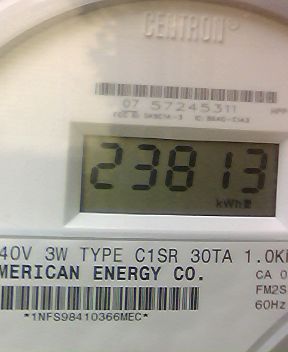 CENTRON®
07 57245311
23813
kWh
40V 3W TYPE C1SR 30TA 1.0K
MERICAN ENERGY CO.
CA 0
FM2S
60Hz
*1NFS98410366MEC*